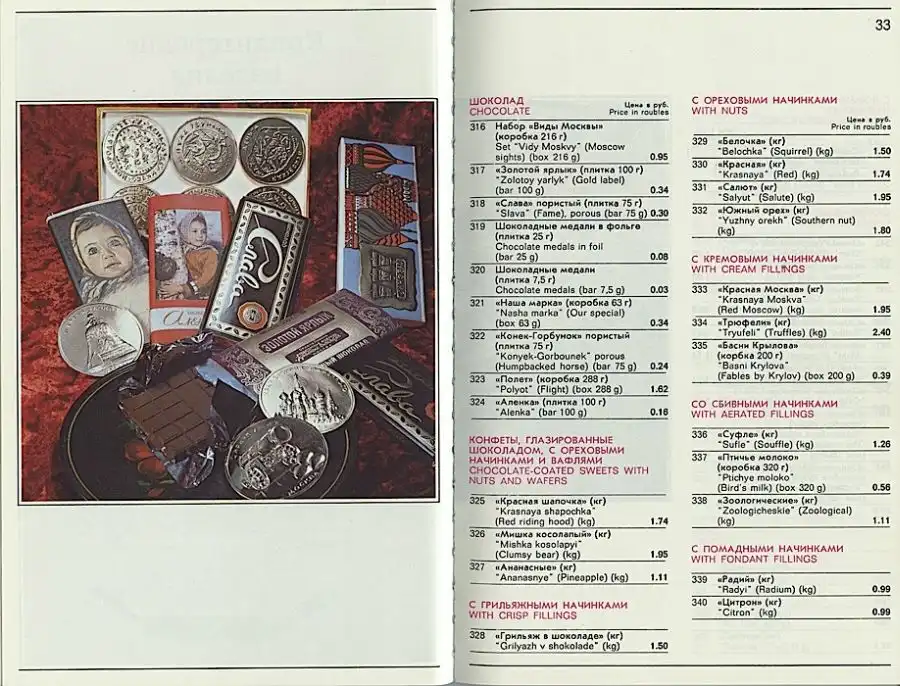 Слава
ЗОЛОТОЙ ЯРЛЫК
Слава
33
ШОКОЛАД
CHOCOLATE
Цена в руб.
Price in roubles
316 Набор «Виды Москвы»
(коробка 216 г)
Set "Vidy Moskvy" (Moscow
sights) (box 216 g) 0.95
317 «Золотой ярлык» (плитка 100 г)
"Zolotoy yarlyk" (Gold label)
(bar 100 g) 0.34
318 «Слава» пористый (плитка 75 г)
"Slava" (Fame), porous (bar 75 g) 0.30
319 Шоколадные медали в фольге
(плитка 25 г)
Chocolate medals in foil
(bar 25 g) 0.08
320 Шоколадные медали
(плитка 7,5 г)
Chocolate medals (bar 7,5 g) 0.03
321 «Наша марка» (коробка 63 г)
"Nasha marka" (Our special)
(box 63 g) 0.34
322 «Конек-Горбунок» пористый
(плитка 75 г)
"Konyek-Gorbounek" porous
(Humpbacked horse) (bar 75 g) 0.24
323 «Полет» (коробка 288 г)
"Polyot" (Flight) (box 288 g) 1.62
324 «Аленка» (плитка 100 г)
"Alenka" (bar 100 g) 0.16
КОНФЕТЫ, ГЛАЗИРОВАННЫЕ
ШОКОЛАДОМ, С ОРЕХОВЫМИ
НАЧИНКАМИ И ВАФЛЯМИ
CHOCOLATE-COATED SWEETS WITH
NUTS AND WAFERS
325 «Красная шапочка» (кг)
"Krasnaya shapochka"
(Red riding hood) (kg) 1.74
326 «Мишка косолапый» (кг)
"Mishka kosolapyi"
(Clumsy bear) (kg) 1.95
327 «Ананасные» (кг)
"Ananasnye" (Pineapple) (kg) 1.11
С ГРИЛЬЯЖНЫМИ НАЧИНКАМИ
WITH CRISP FILLINGS
328 «Грильяж в шоколаде» (кг)
"Grilyazh v shokolade" (kg) 1.50
С ОРЕХОВЫМИ НАЧИНКАМИ
WITH NUTS
Цена в руб.
Price in roubles
329 «Белочка» (кг)
"Belochka" (Squirrel) (kg) 1.50
330 «Красная» (кг)
"Krasnaya" (Red) (kg) 1.74
331 «Салют» (кг)
"Salyut" (Salute) (kg) 1.95
332 «Южный орех» (кг)
"Yuzhny orekh" (Southern nut)
(kg) 1.80
С КРЕМОВЫМИ НАЧИНКАМИ
WITH CREAM FILLINGS
333 «Красная Москва» (кг)
"Krasnaya Moskva"
(Red Moscow) (kg) 1.95
334 «Трюфели» (кг)
"Tryufeli" (Truffles) (kg) 2.40
335 «Басни Крылова»
(корбка 200 г)
"Basni Krylova"
(Fables by Krylov) (box 200 g) 0.39
СО СБИВНЫМИ НАЧИНКАМИ
WITH AERATED FILLINGS
336 «Суфле» (кг)
"Sufle" (Souffle) (kg) 1.26
337 «Птичье молоко»
(коробка 320 г)
"Ptichye moloko"
(Bird's milk) (box 320 g) 0.56
338 «Зоологические» (кг)
"Zoologicheskie" (Zoological)
(kg) 1.11
С ПОМАДНЫМИ НАЧИНКАМИ
WITH FONDANT FILLINGS
339 «Радий» (кг)
"Radyi" (Radium) (kg) 0.99
340 «Цитрон» (кг)
"Citron" (kg) 0.99